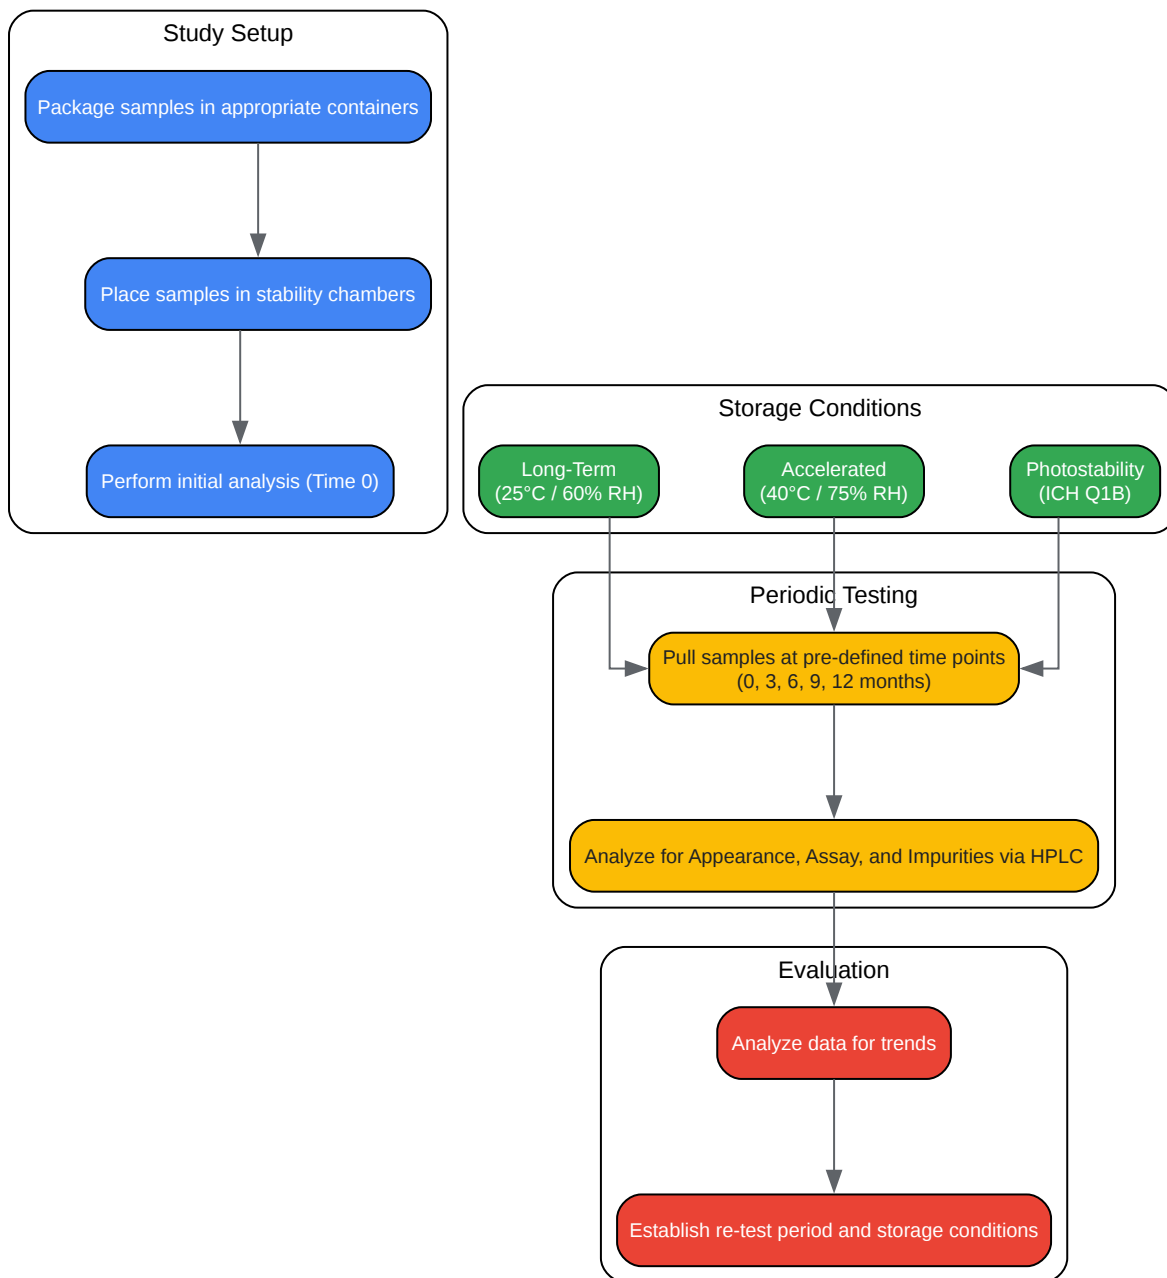 Study Setup
Package samples in appropriate containers
Place samples in stability chambers
Perform initial analysis (Time 0)
Storage Conditions
Long-Term
(25°C / 60% RH)
Accelerated
(40°C / 75% RH)
Photostability
(ICH Q1B)
Periodic Testing
Pull samples at pre-defined time points
(0, 3, 6, 9, 12 months)
Analyze for Appearance, Assay, and Impurities via HPLC
Evaluation
Analyze data for trends
Establish re-test period and storage conditions